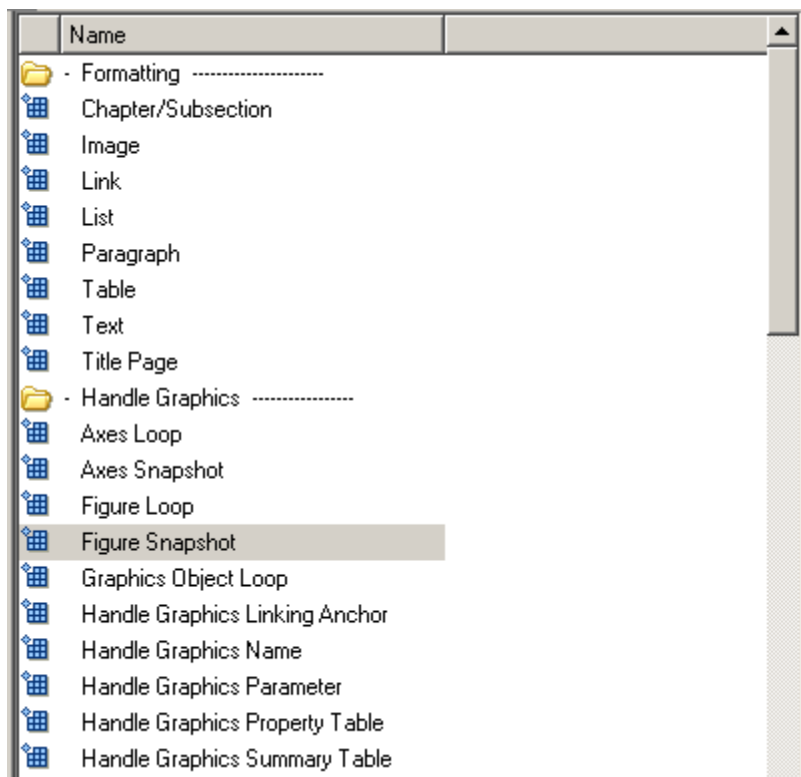 Name
- Formatting ----------------------
Chapter/Subsection
Image
Link
List
Paragraph
Table
Text
Title Page
- Handle Graphics -----------------
Axes Loop
Axes Snapshot
Figure Loop
Figure Snapshot
Graphics Object Loop
Handle Graphics Linking Anchor
Handle Graphics Name
Handle Graphics Parameter
Handle Graphics Property Table
Handle Graphics Summary Table